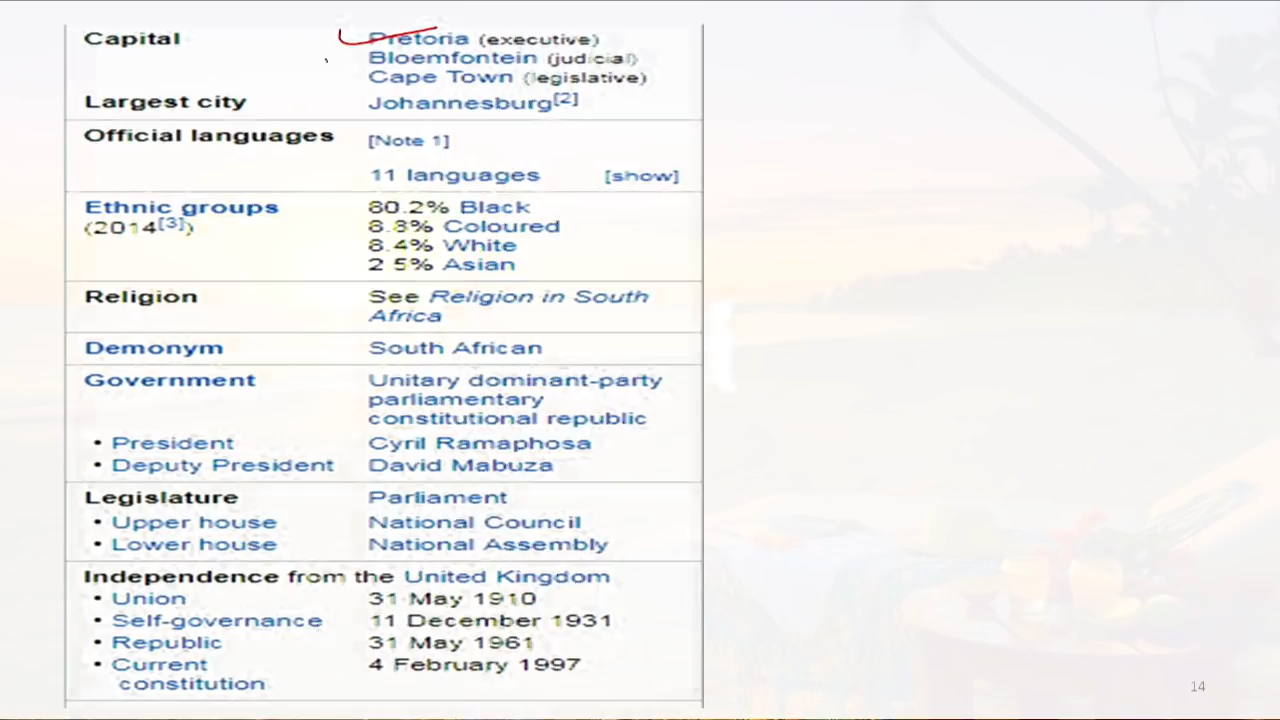 Capital Pretoria (executive)
Bloemfontein (judicial)
Cape Town (legislative)
Largest city Johannesburg[2]
Official languages [Note 1]
11 languages [show]
Ethnic groups 80.2% Black
(2014[3]) 8.8% Coloured
8.4% White
2.5% Asian
Religion See Religion in South
Africa
Demonym South African
Government Unitary dominant-party
parliamentary
constitutional republic
• President Cyril Ramaphosa
• Deputy President David Mabuza
Legislature Parliament
• Upper house National Council
• Lower house National Assembly
Independence from the United Kingdom
• Union 31 May 1910
• Self-governance 11 December 1931
• Republic 31 May 1961
• Current 4 February 1997
constitution
14